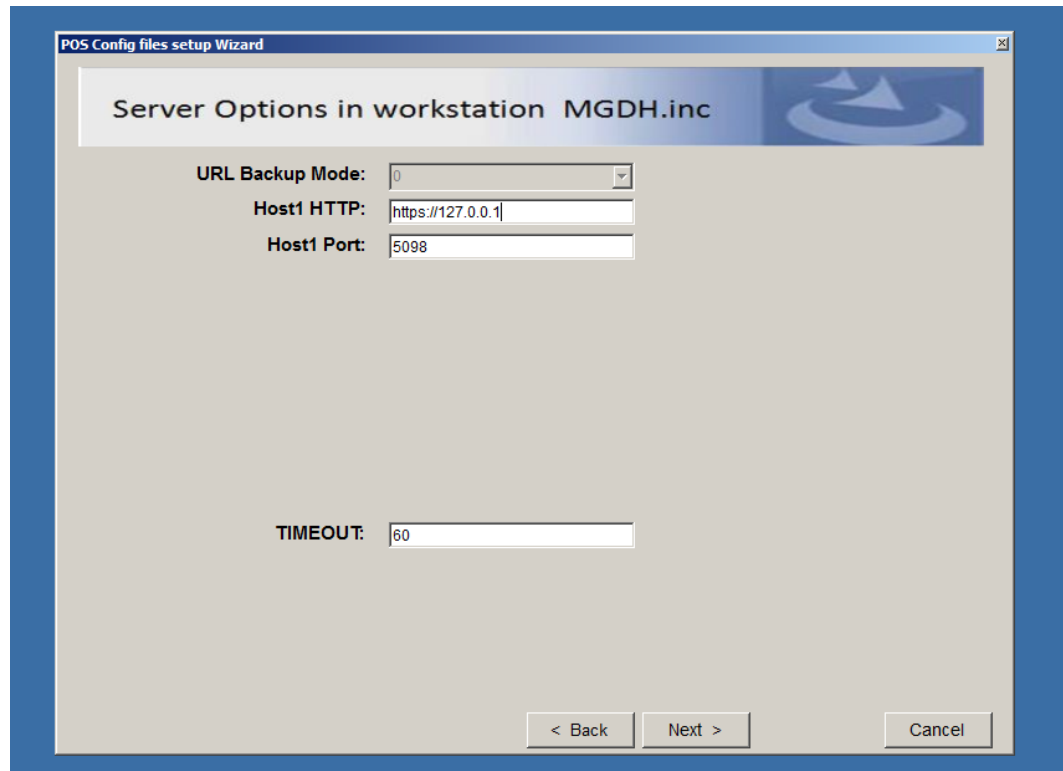 POS Config files setup Wizard
Server Options in workstation MGDH.inc
URL Backup Mode: 0
Host1 HTTP: https://127.0.0.1
Host1 Port: 5098
TIMEOUT: 60
< Back Next > Cancel